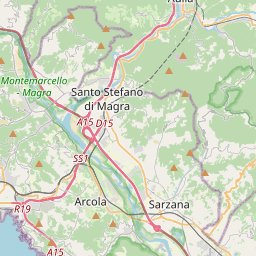 Aulla
Montemarcello
- Magra
Santo Stefano
di Magra
A15
D15
SS1
R19
Arcola
Sarzana
A15